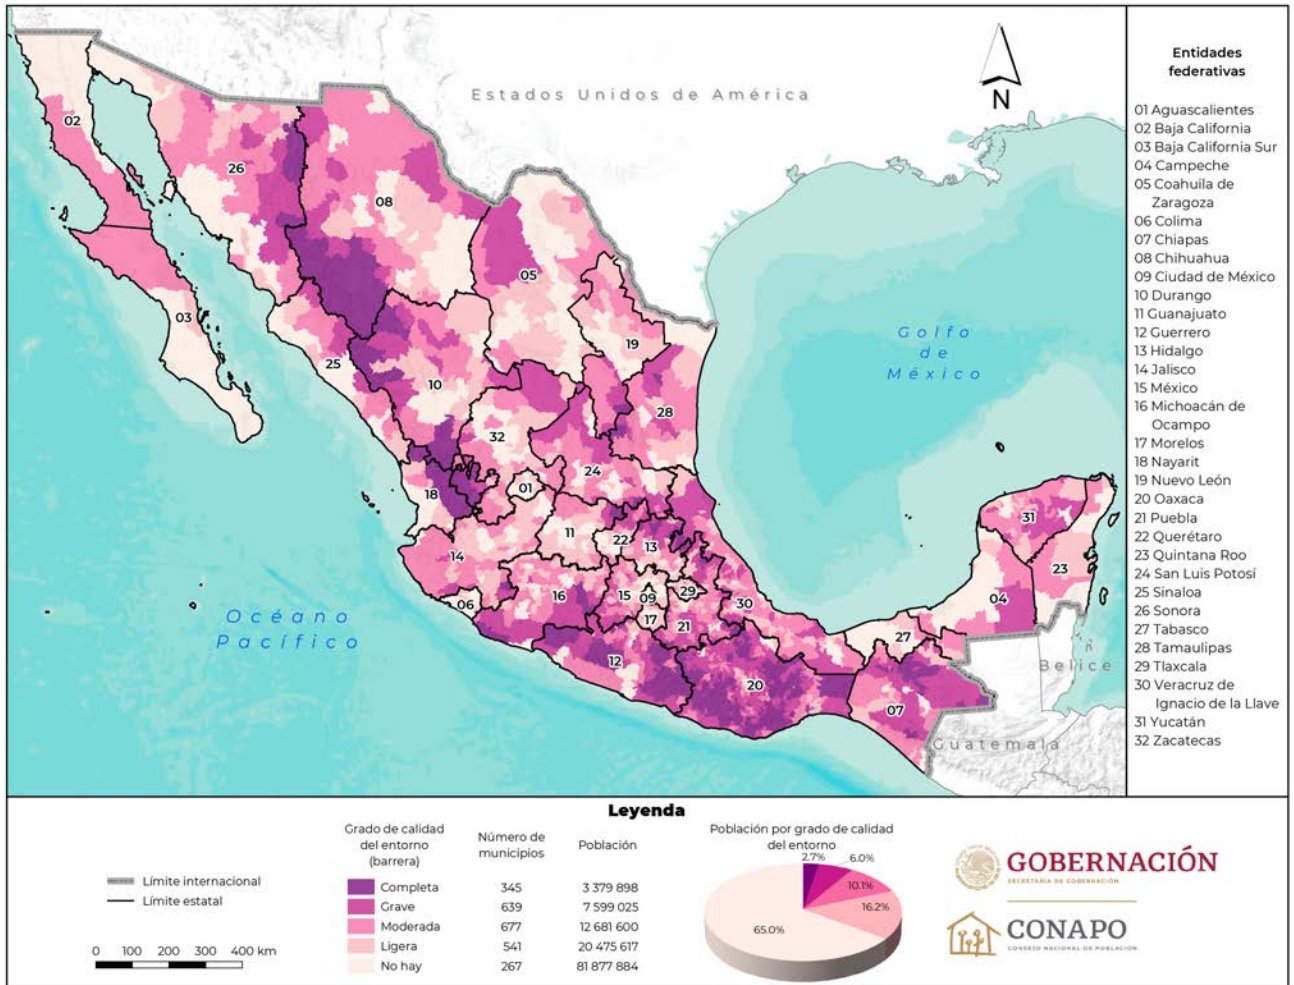 Estados Unidos de América
N
Golfo
de
México
Océano
Pacífico
Belice
Guatemala
02
26
08
05
03
19
25
10
28
32
24
01
18
31
11
22
13
23
14
16
15
09
29
04
06
17
30
21
27
12
20
07
Entidades
federativas
01 Aguascalientes
02 Baja California
03 Baja California Sur
04 Campeche
05 Coahuila de
Zaragoza
06 Colima
07 Chiapas
08 Chihuahua
09 Ciudad de México
10 Durango
11 Guanajuato
12 Guerrero
13 Hidalgo
14 Jalisco
15 México
16 Michoacán de
Ocampo
17 Morelos
18 Nayarit
19 Nuevo León
20 Oaxaca
21 Puebla
22 Querétaro
23 Quintana Roo
24 San Luis Potosí
25 Sinaloa
26 Sonora
27 Tabasco
28 Tamaulipas
29 Tlaxcala
30 Veracruz de
Ignacio de la Llave
31 Yucatán
32 Zacatecas
Leyenda
Límite internacional
Límite estatal
0 100 200 300 400 km
Grado de calidad
del entorno
(barrera)
Número de
municipios
Población
Completa 345 3 379 898
Grave 639 7 599 025
Moderada 677 12 681 600
Ligera 541 20 475 617
No hay 267 81 877 884
Población por grado de calidad
del entorno
2.7%
6.0%
10.1%
16.2%
65.0%
GOBERNACIÓN
SECRETARÍA DE GOBERNACIÓN
CONAPO
CONSEJO NACIONAL DE POBLACIÓN